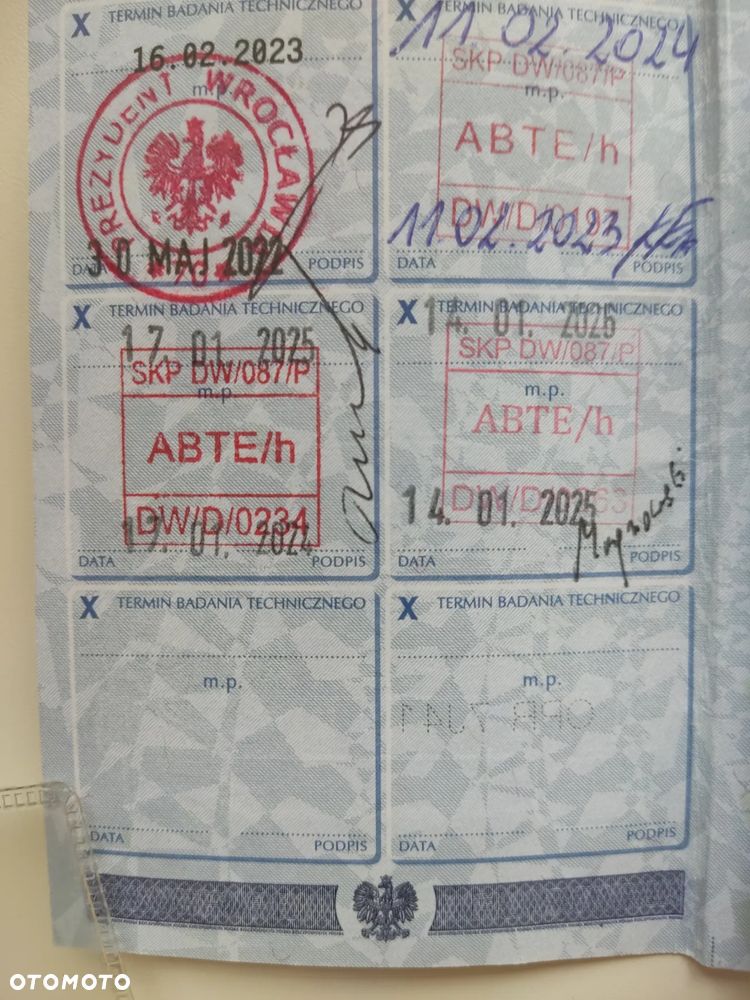 X TERMIN BADANIA TECHNICZNEGO
16.02.2023
m.p.
PREZYDENT WROCŁAWIA
30 MAJ 2022
DATA PODPIS
X TERMIN BADANIA TECHNICZNEGO
11.02.2024
SKP DW/087/P
m.p.
ABTE/h
11.02.2023
DATA PODPIS
X TERMIN BADANIA TECHNICZNEGO
17. 01. 2025
SKP DW/087/P
m.p.
ABTE/h
DW/D/0234
17. 01. 2024
DATA PODPIS
X TERMIN BADANIA TECHNICZNEGO
14. 01. 2026
SKP DW/087/P
m.p.
ABTE/h
14. 01. 2025
DATA PODPIS
X TERMIN BADANIA TECHNICZNEGO
m.p.
DATA PODPIS
X TERMIN BADANIA TECHNICZNEGO
m.p.
DATA PODPIS
OTOMOTO